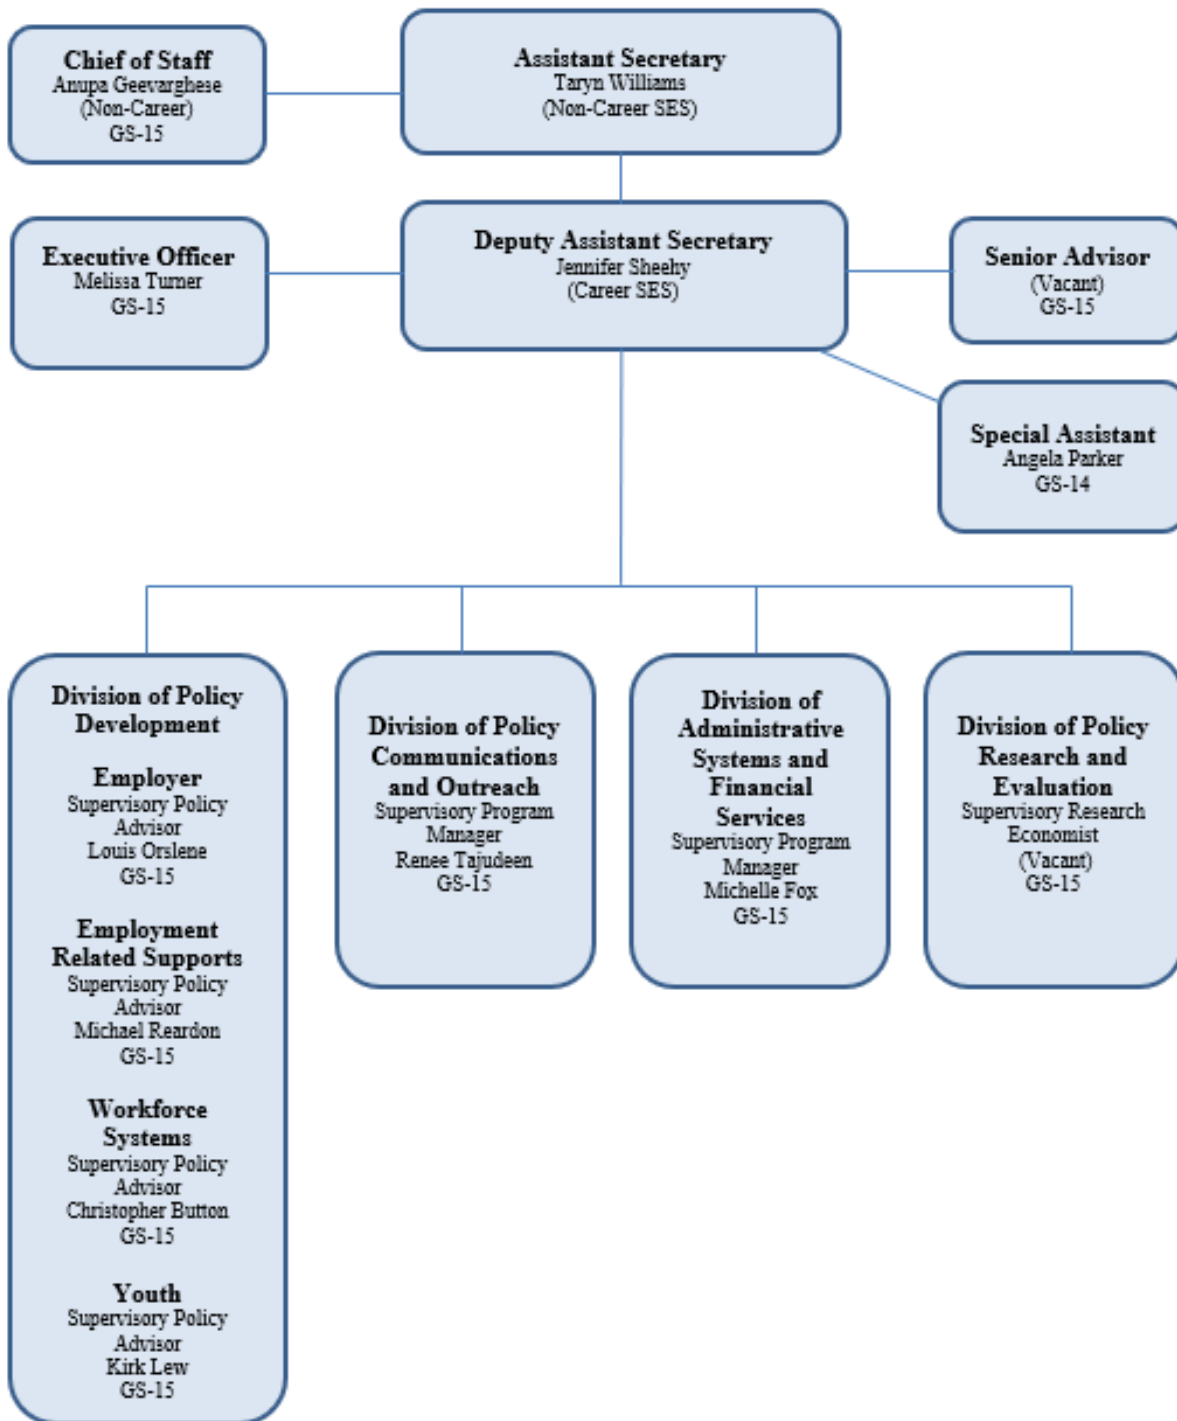 Chief of Staff
Anupa Geevarghese
(Non-Career)
GS-15
Assistant Secretary
Taryn Williams
(Non-Career SES)
Executive Officer
Melissa Turner
GS-15
Deputy Assistant Secretary
Jennifer Sheehy
(Career SES)
Senior Advisor
(Vacant)
GS-15
Special Assistant
Angela Parker
GS-14
Division of Policy
Development
Employer
Supervisory Policy
Advisor
Louis Orslene
GS-15
Employment
Related Supports
Supervisory Policy
Advisor
Michael Reardon
GS-15
Workforce
Systems
Supervisory Policy
Advisor
Christopher Button
GS-15
Youth
Supervisory Policy
Advisor
Kirk Lew
GS-15
Division of Policy
Communications
and Outreach
Supervisory Program
Manager
Renee Tajudeen
GS-15
Division of
Administrative
Systems and
Financial
Services
Supervisory Program
Manager
Michelle Fox
GS-15
Division of Policy
Research and
Evaluation
Supervisory Research
Economist
(Vacant)
GS-15